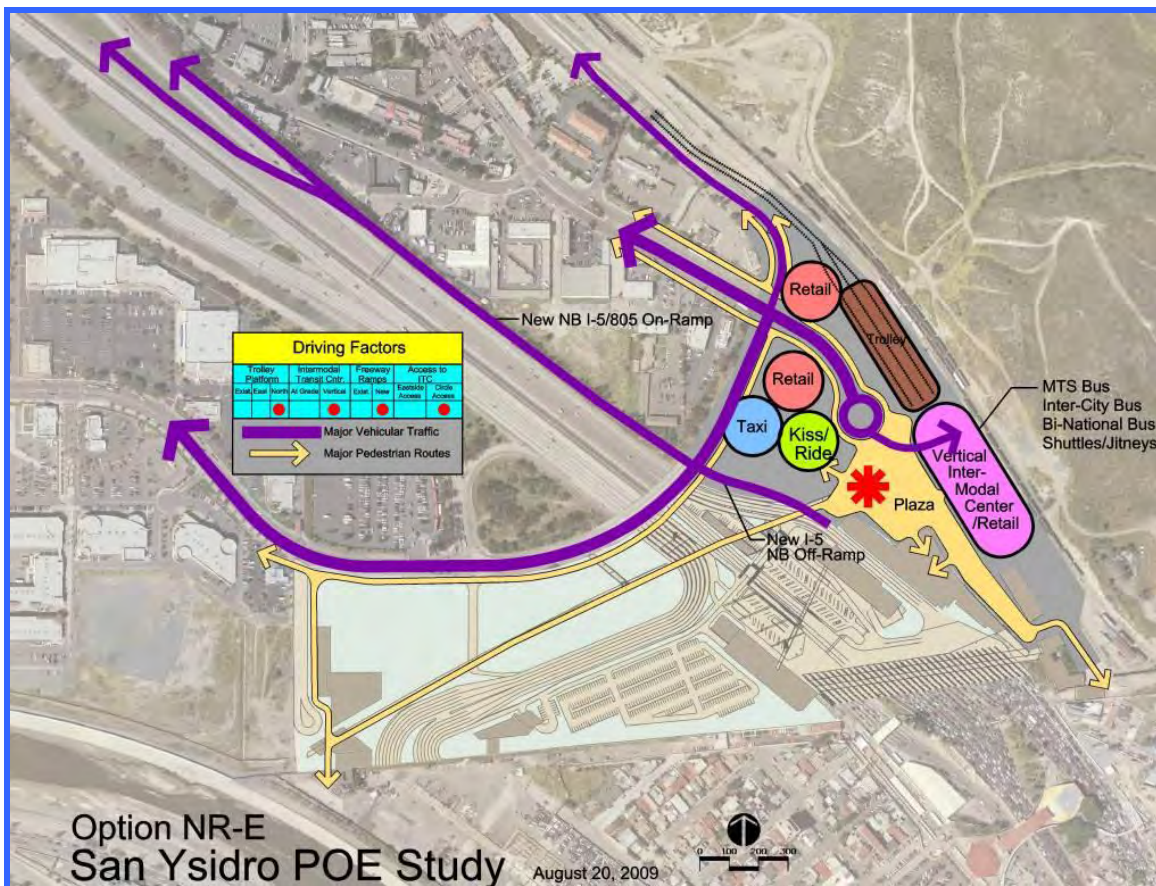 New NB I-5/805 On-Ramp
Driving Factors
Trolley Platform
Intermodal Transit Cntr.
Freeway Ramps
Access to ITC
Exist.
East
North
At Grade
Vertical
Exist.
New
Eastside Access
Circle Access
Major Vehicular Traffic
Major Pedestrian Routes
Retail
Trolley
Retail
Taxi
Kiss/
Ride
MTS Bus
Inter-City Bus
Bi-National Bus
Shuttles/Jitneys
Vertical
Inter-
Modal
Center
/Retail
Plaza
New I-5
NB Off-Ramp
Option NR-E
San Ysidro POE Study
August 20, 2009
0 100 200 300